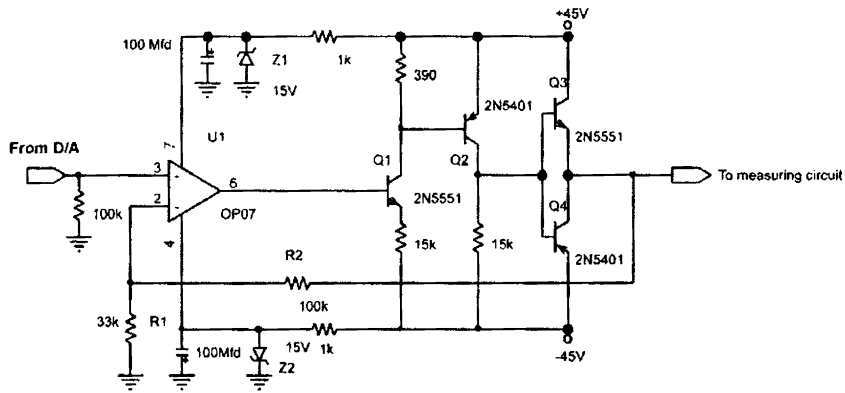 +45V
100 Mfd
Z1
15V
1k
390
Q3
2N5401
2N5551
7
U1
From D/A
3
6
Q1
Q2
2
OP07
2N5551
To measuring circuit
100k
4
15k
15k
Q4
2N5401
R2
100k
33k
R1
100Mfd
15V
1k
Z2
-45V